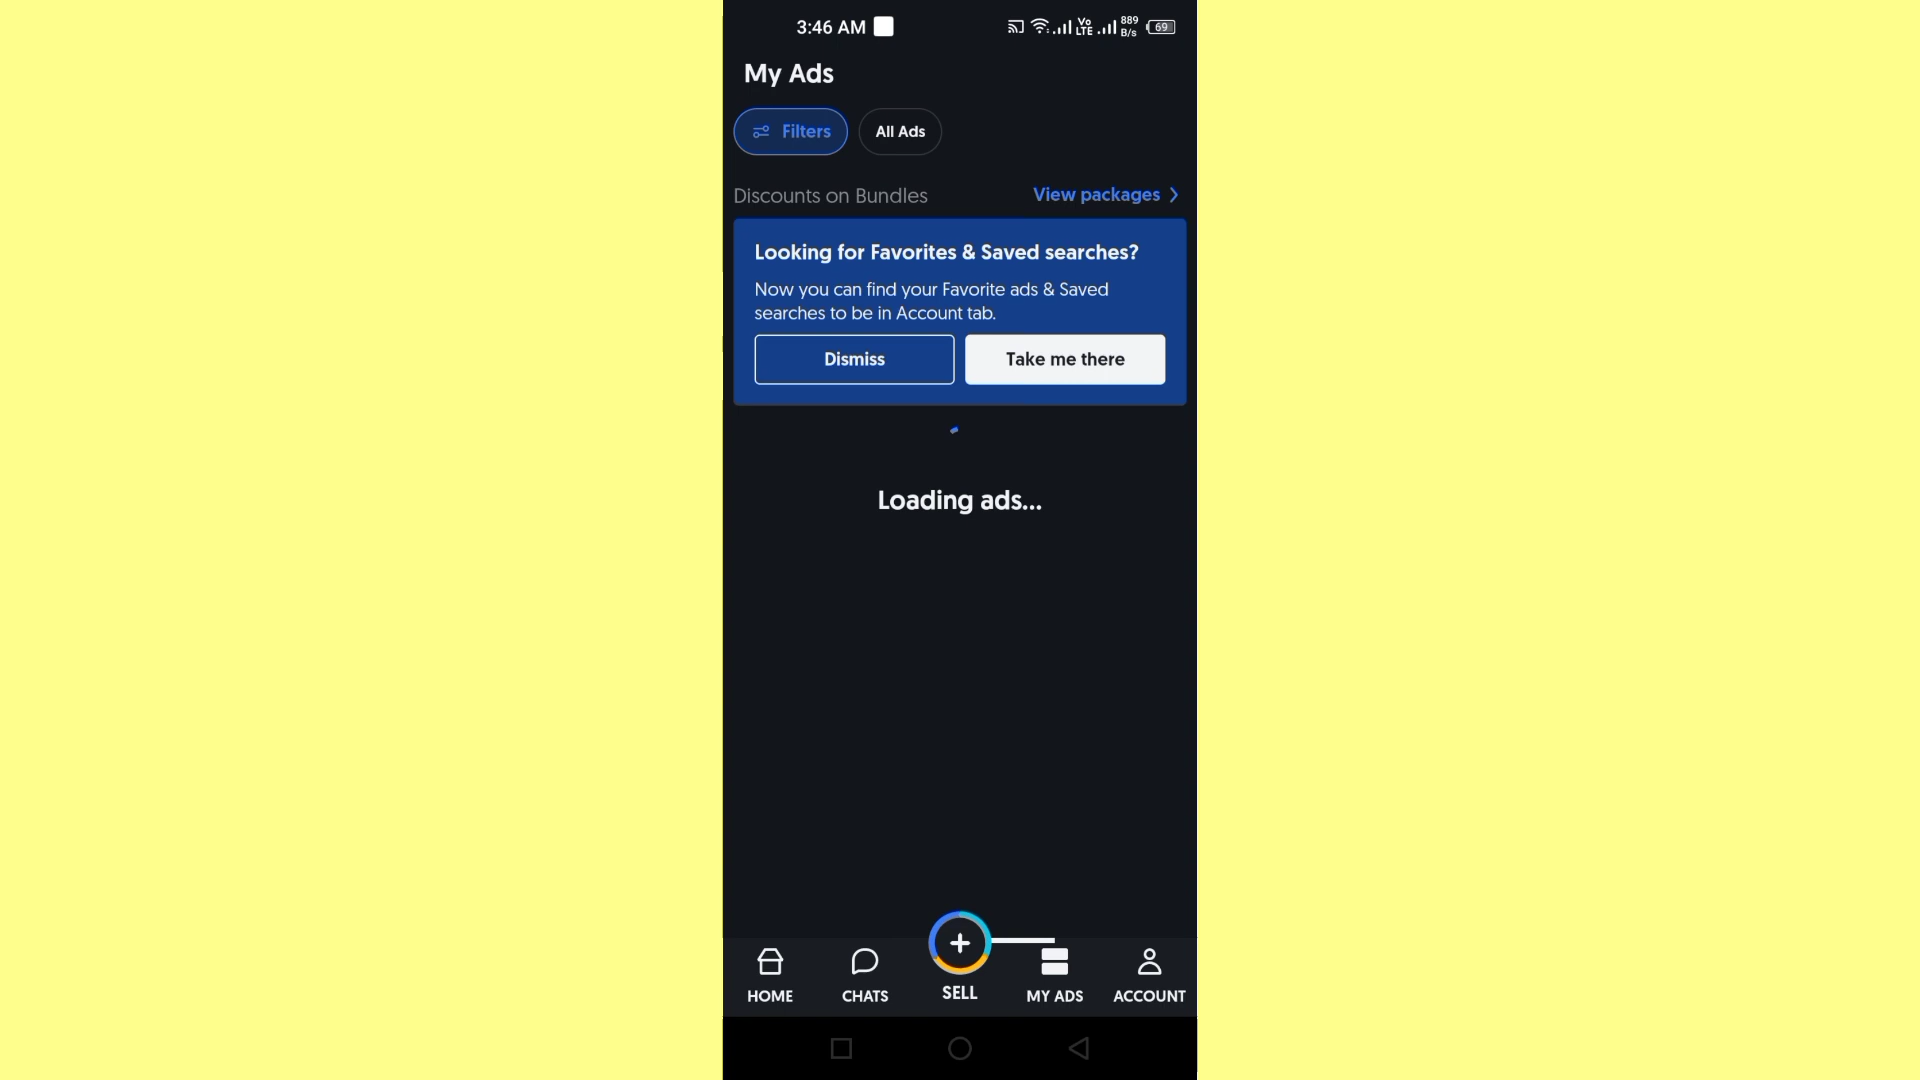 3:46 AM
Vo
LTE
889
B/s
69
My Ads
Filters
All Ads
Discounts on Bundles
View packages
Looking for Favorites & Saved searches?
Now you can find your Favorite ads & Saved
searches to be in Account tab.
Dismiss
Take me there
Loading ads...
HOME
CHATS
SELL
MY ADS
ACCOUNT